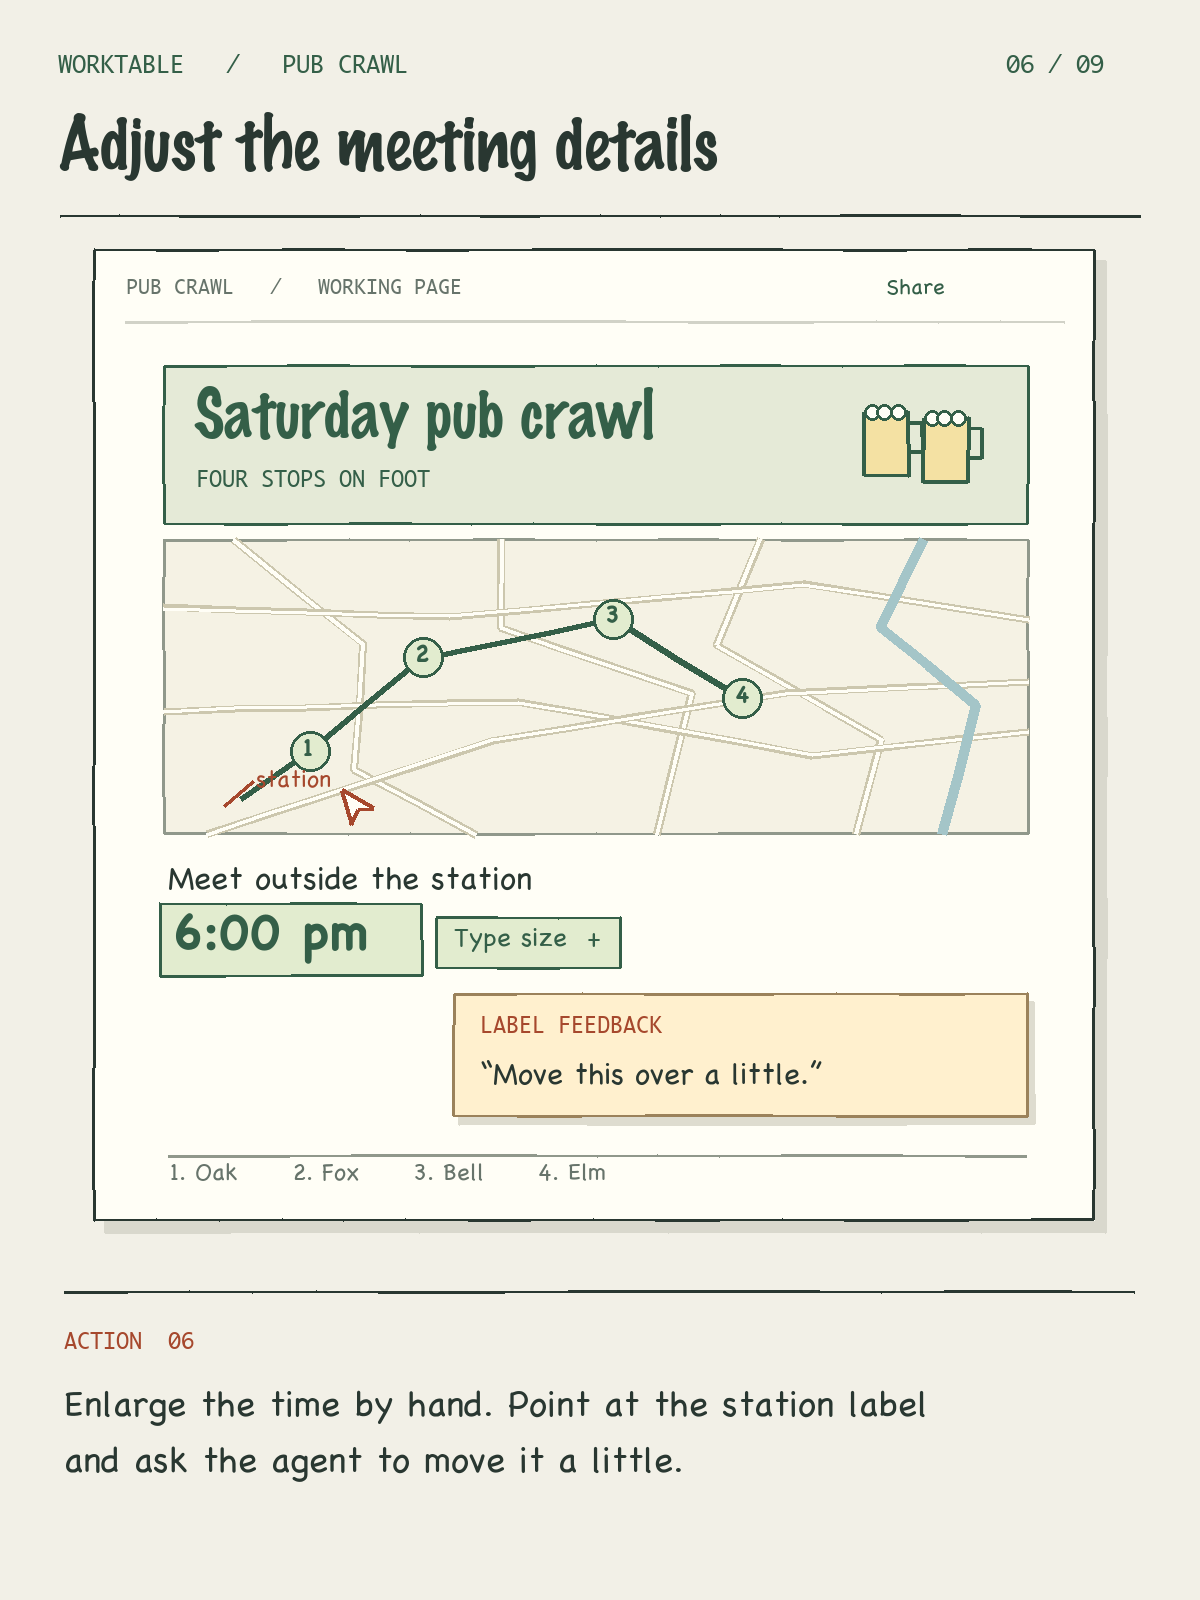 WORKTABLE / PUB CRAWL 06 / 09
Adjust the meeting details
PUB CRAWL / WORKING PAGE Share
Saturday pub crawl
FOUR STOPS ON FOOT
3
2
4
1
station
Meet outside the station
6:00 pm Type size +
LABEL FEEDBACK
“Move this over a little.”
1. Oak 2. Fox 3. Bell 4. Elm
ACTION 06
Enlarge the time by hand. Point at the station label
and ask the agent to move it a little.